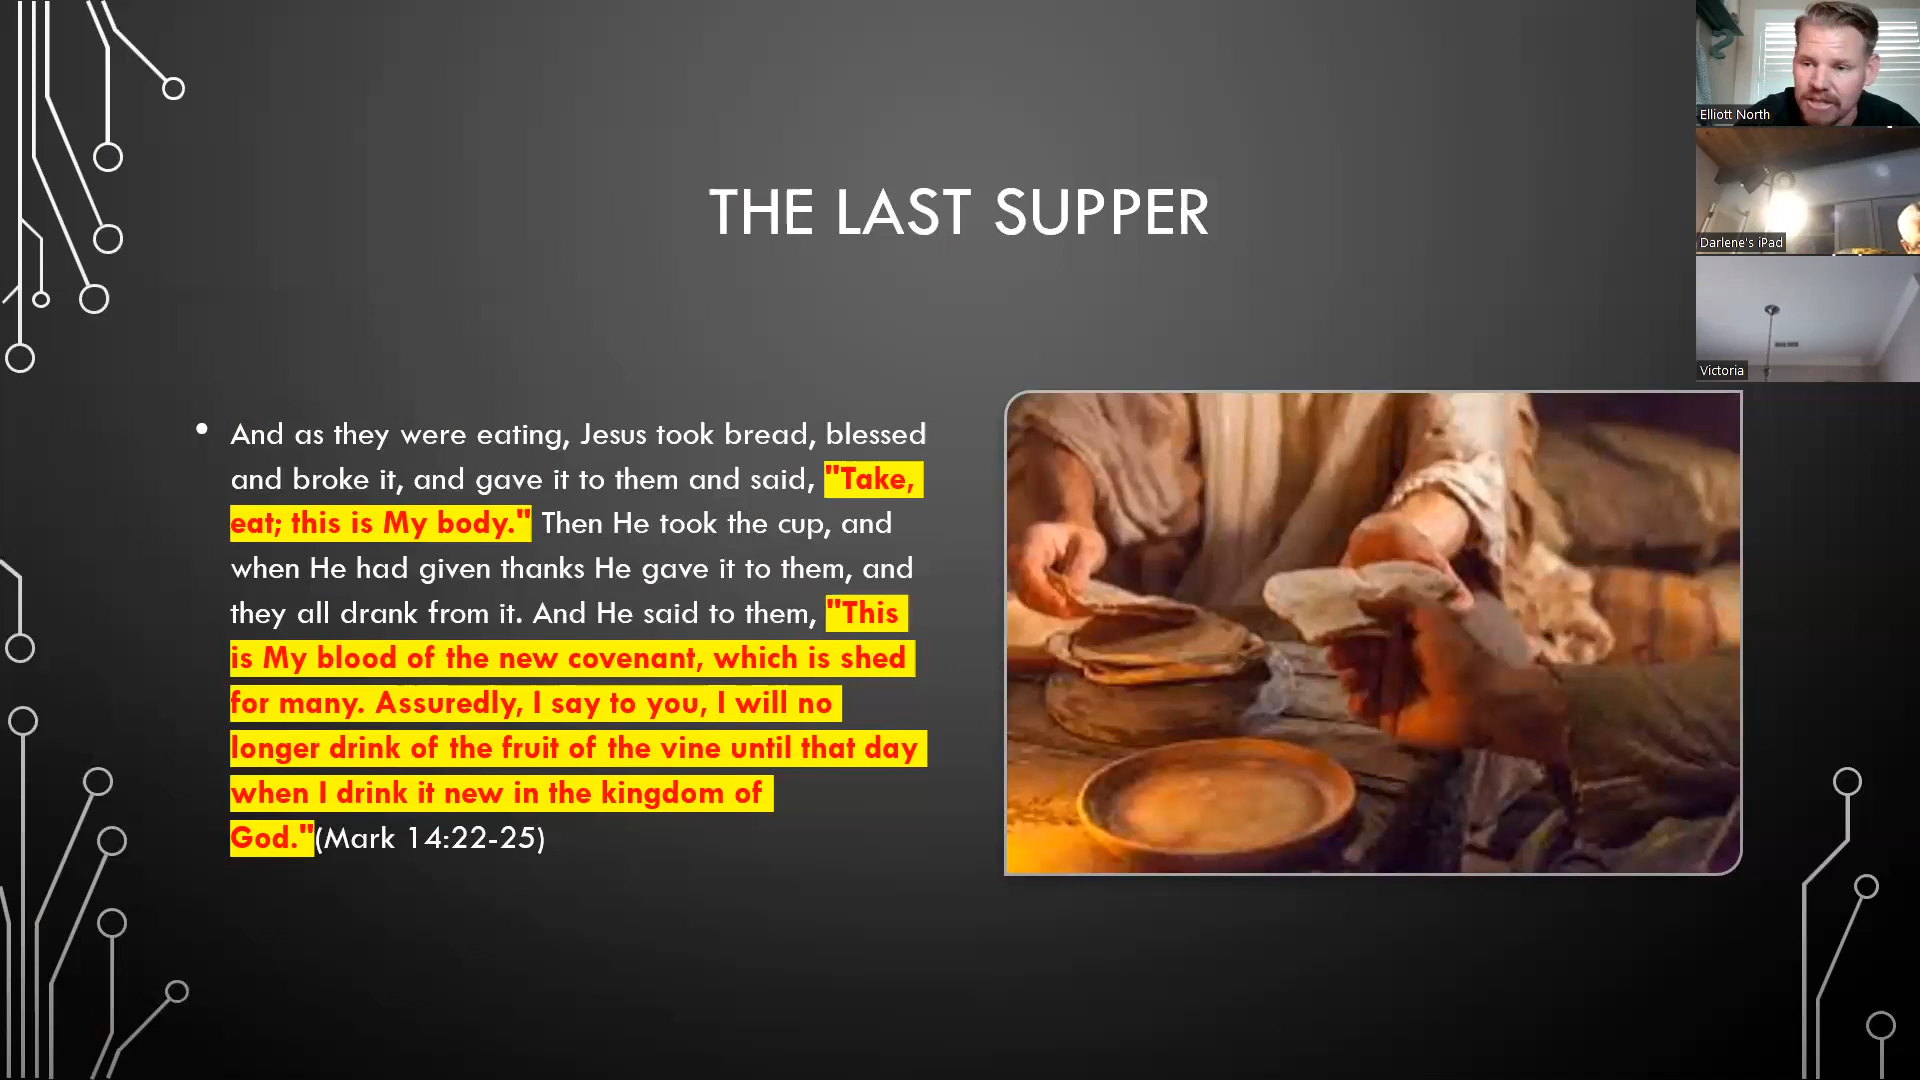 THE LAST SUPPER
• And as they were eating, Jesus took bread, blessed
and broke it, and gave it to them and said, "Take,
eat; this is My body." Then He took the cup, and
when He had given thanks He gave it to them, and
they all drank from it. And He said to them, "This
is My blood of the new covenant, which is shed
for many. Assuredly, I say to you, I will no
longer drink of the fruit of the vine until that day
when I drink it new in the kingdom of
God."(Mark 14:22-25)
Elliott North
Darlene's iPad
Victoria